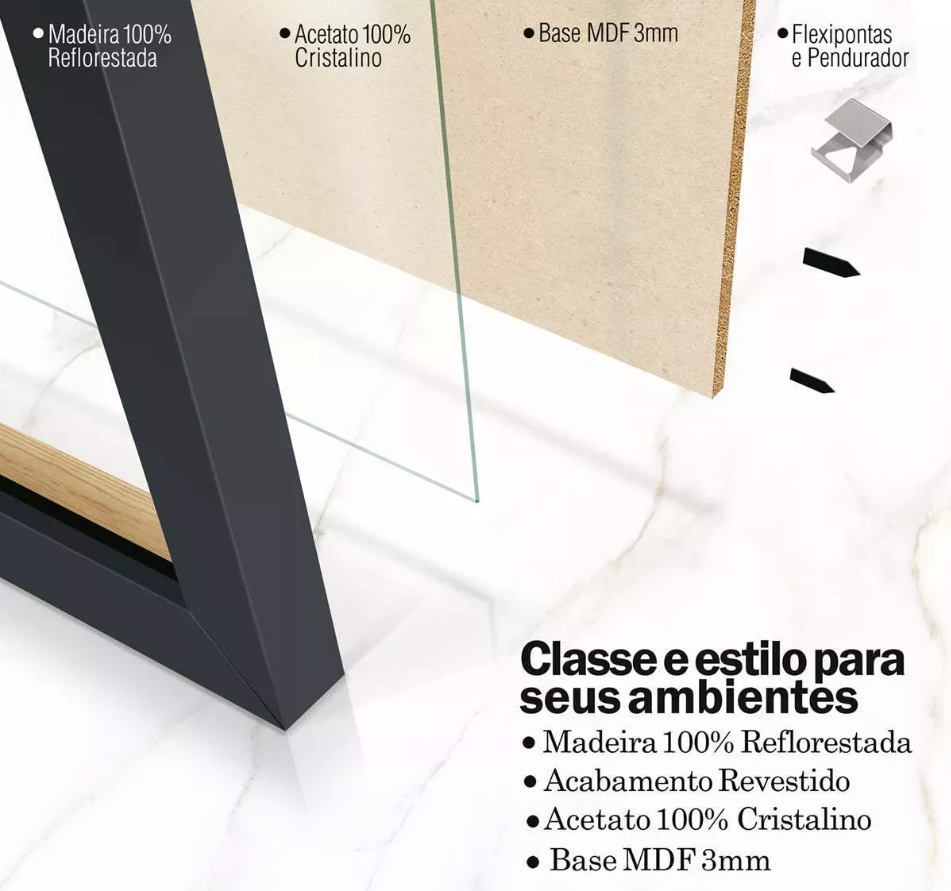 • Madeira 100%
Reflorestada
• Acetato 100%
Cristalino
• Base MDF 3mm
• Flexipontas
e Pendurador
Classe e estilo para
seus ambientes
• Madeira 100% Reflorestada
• Acabamento Revestido
• Acetato 100% Cristalino
• Base MDF 3mm